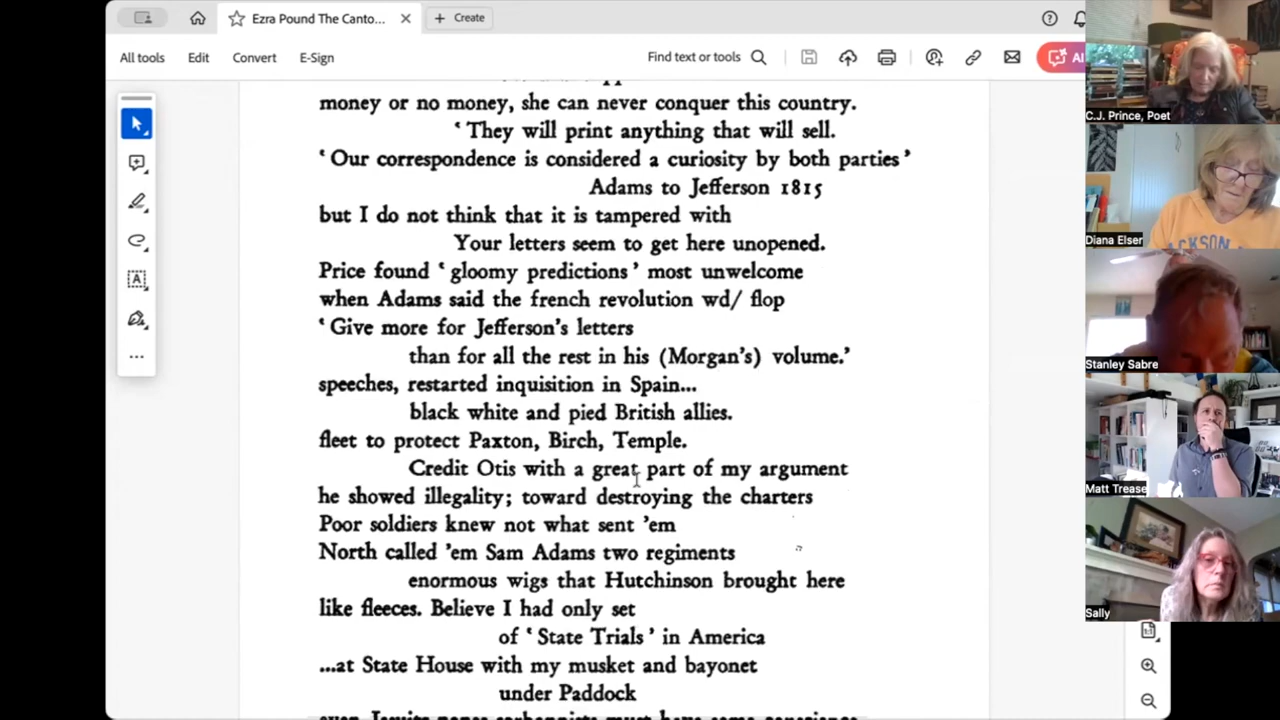 Ezra Pound The Canto...
Create
All tools
Edit
Convert
E-Sign
Find text or tools
AI
money or no money, she can never conquer this country.
‘They will print anything that will sell.
‘Our correspondence is considered a curiosity by both parties’
Adams to Jefferson 1815
but I do not think that it is tampered with
Your letters seem to get here unopened.
Price found ‘gloomy predictions’ most unwelcome
when Adams said the french revolution wd/ flop
‘Give more for Jefferson's letters
than for all the rest in his (Morgan's) volume.’
speeches, restarted inquisition in Spain...
black white and pied British allies.
fleet to protect Paxton, Birch, Temple.
Credit Otis with a great part of my argument
he showed illegality; toward destroying the charters
Poor soldiers knew not what sent 'em
North called 'em Sam Adams two regiments
enormous wigs that Hutchinson brought here
like fleeces. Believe I had only set
of ‘State Trials’ in America
...at State House with my musket and bayonet
under Paddock
C.J. Prince, Poet
Diana Elser
Stanley Sabre
Matt Trease
Sally